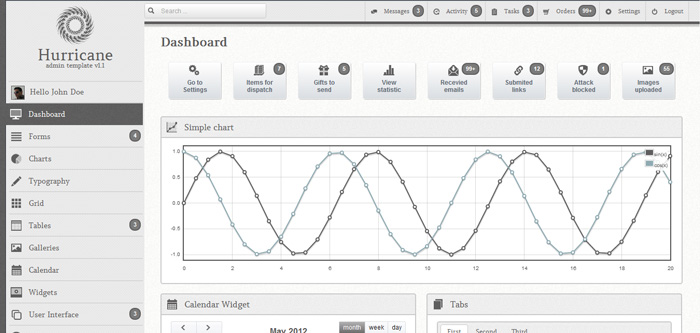 Search ...
Messages 3 Activity 5 Tasks 3 Orders 99+ Settings Logout
Hurricane
admin template v1.1
Hello John Doe
Dashboard
Forms 4
Charts
Typography
Grid
Tables 3
Galleries
Calendar
Widgets
User Interface 3
Dashboard
Go to Settings
7 Items for dispatch
5 Gifts to send
View statistic
99+ Recevied emails
12 Submited links
1 Attack blocked
55 Images uploaded
Simple chart
sin(x)
cos(x)
1.0
0.5
0.0
-0.5
-1.0
0 2 4 6 8 10 12 14 16 18 20
Calendar Widget
May 2012
month week day
Tabs
First Second Third